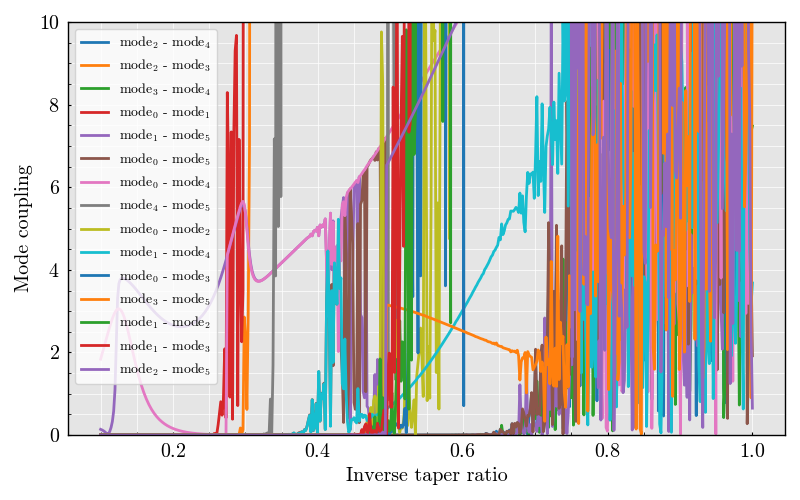 10
8
6
4
2
0
Mode coupling
mode₂ - mode₄
mode₂ - mode₃
mode₃ - mode₄
mode₀ - mode₁
mode₁ - mode₅
mode₀ - mode₅
mode₀ - mode₄
mode₄ - mode₅
mode₀ - mode₂
mode₁ - mode₄
mode₀ - mode₃
mode₃ - mode₅
mode₁ - mode₂
mode₁ - mode₃
mode₂ - mode₅
0.2 0.4 0.6 0.8 1.0
Inverse taper ratio